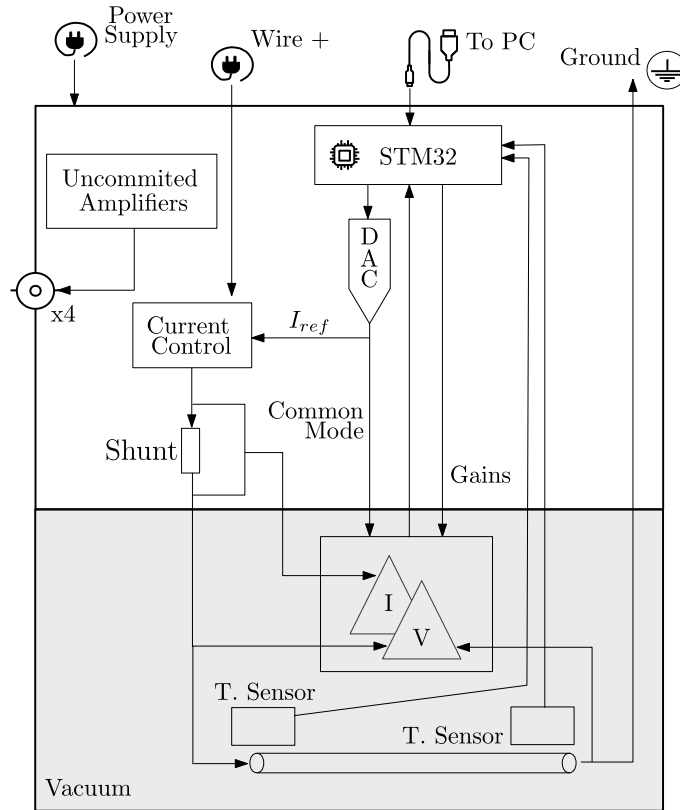 Power
Supply
Wire +
To PC
Ground
STM32
Uncommited
Amplifiers
D
A
C
x4
Current
Control
I_ref
Common
Mode
Shunt
Gains
I
V
T. Sensor
T. Sensor
Vacuum